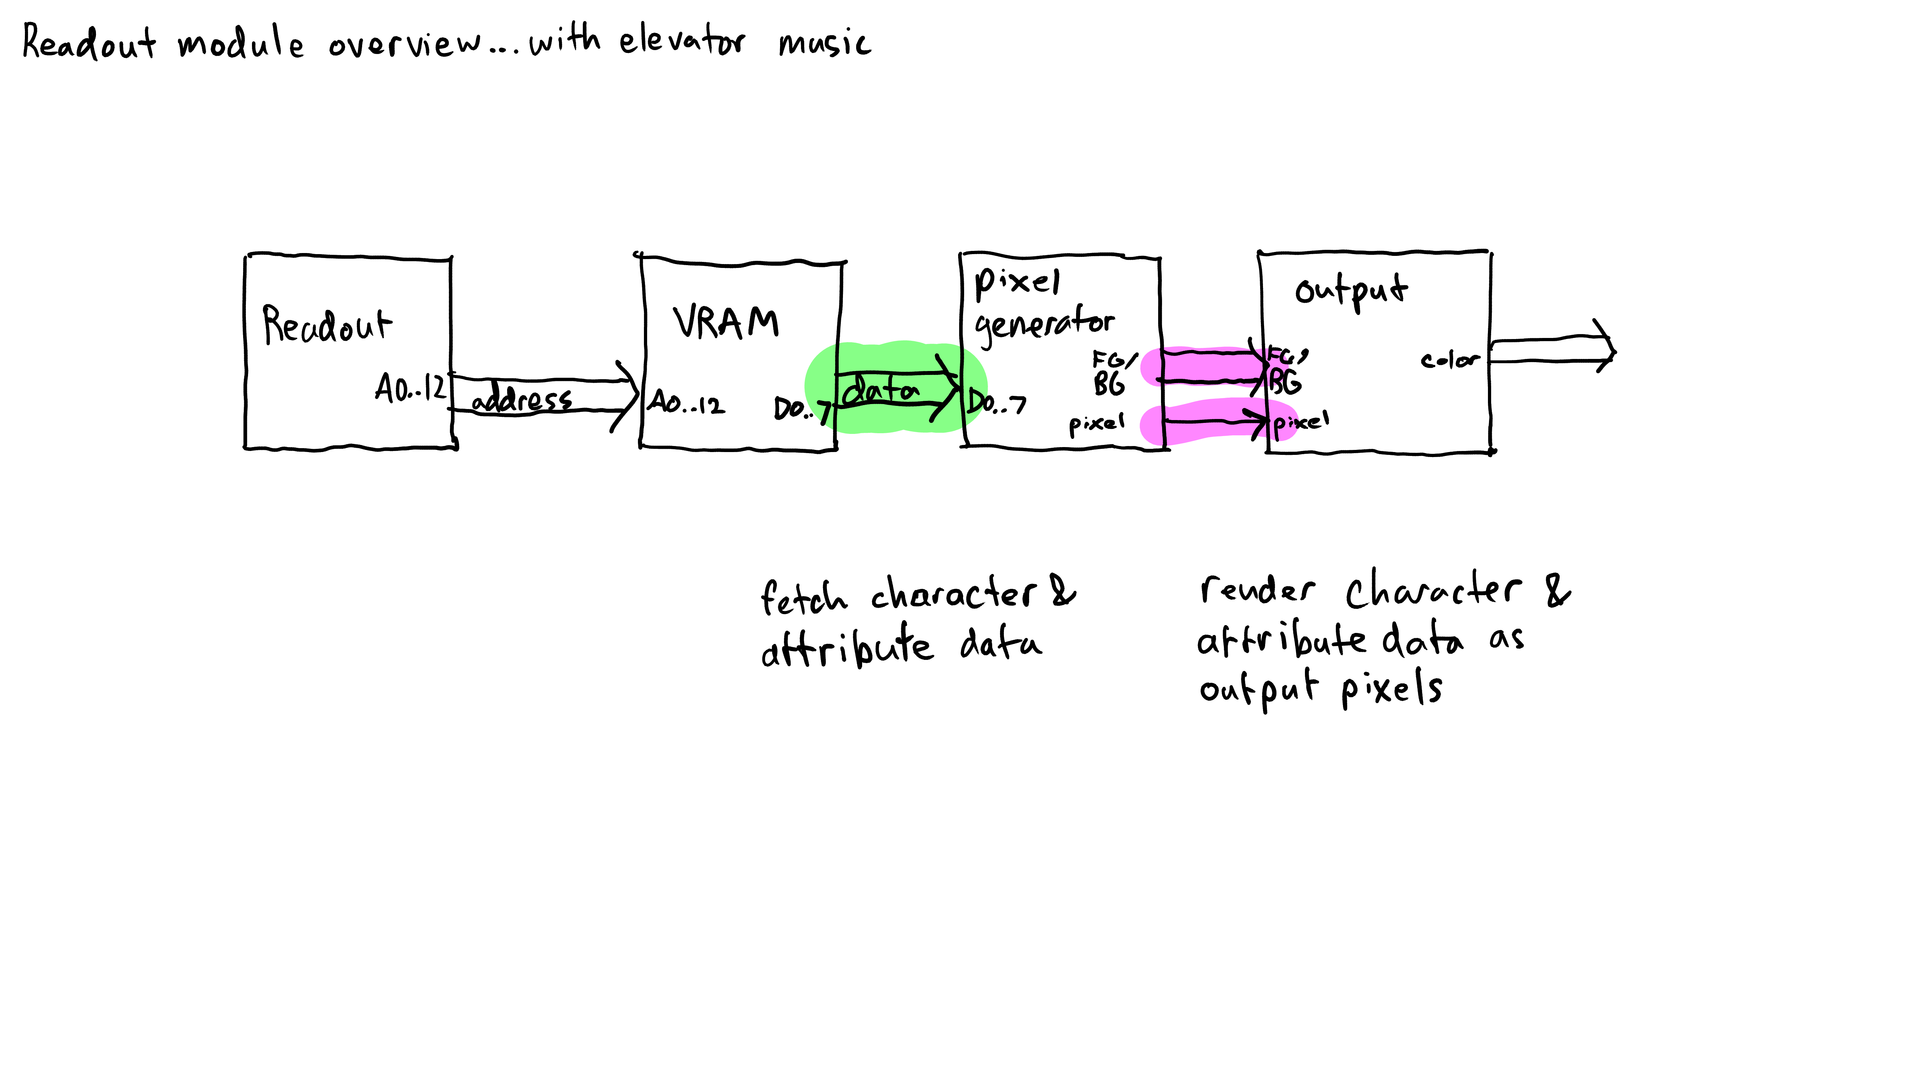 Readout module overview...with elevator music
Readout
A0..12
address
VRAM
A0..12
D0..7
data
pixel
generator
D0..7
FG/
BG
pixel
output
FG/
BG
pixel
color
fetch character &
attribute data
render character &
attribute data as
output pixels